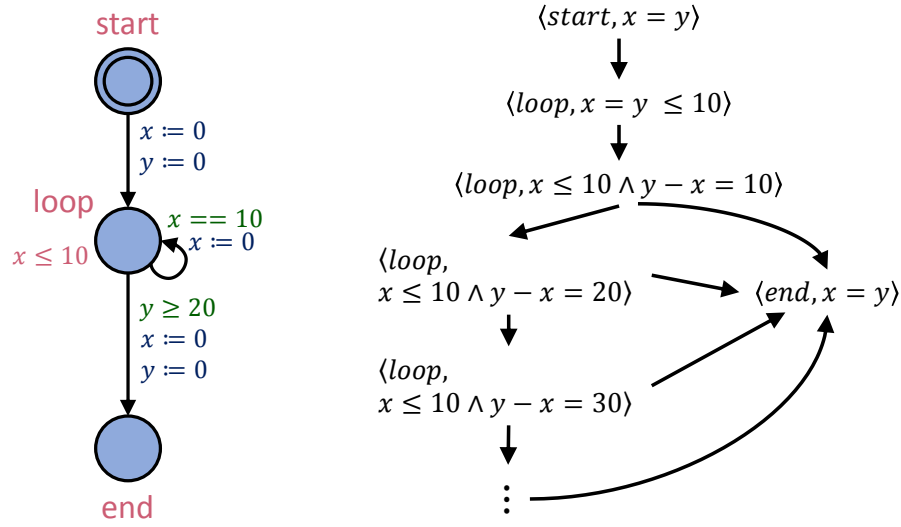 start
x := 0
y := 0
loop
x == 10
x := 0
x ≤ 10
y ≥ 20
x := 0
y := 0
end
⟨start, x = y⟩
⟨loop, x = y ≤ 10⟩
⟨loop, x ≤ 10 ∧ y − x = 10⟩
⟨loop,
x ≤ 10 ∧ y − x = 20⟩
⟨end, x = y⟩
⟨loop,
x ≤ 10 ∧ y − x = 30⟩
⋮